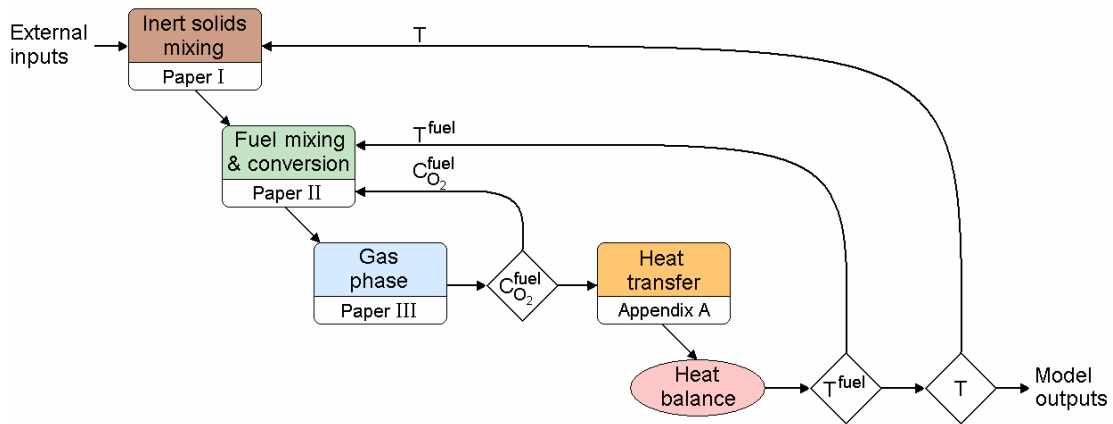 External
inputs
Inert solids
mixing
Paper I
T
Fuel mixing
& conversion
Paper II
T^fuel
C_O₂^fuel
Gas
phase
Paper III
C_O₂^fuel
Heat
transfer
Appendix A
Heat
balance
T^fuel
T
Model
outputs